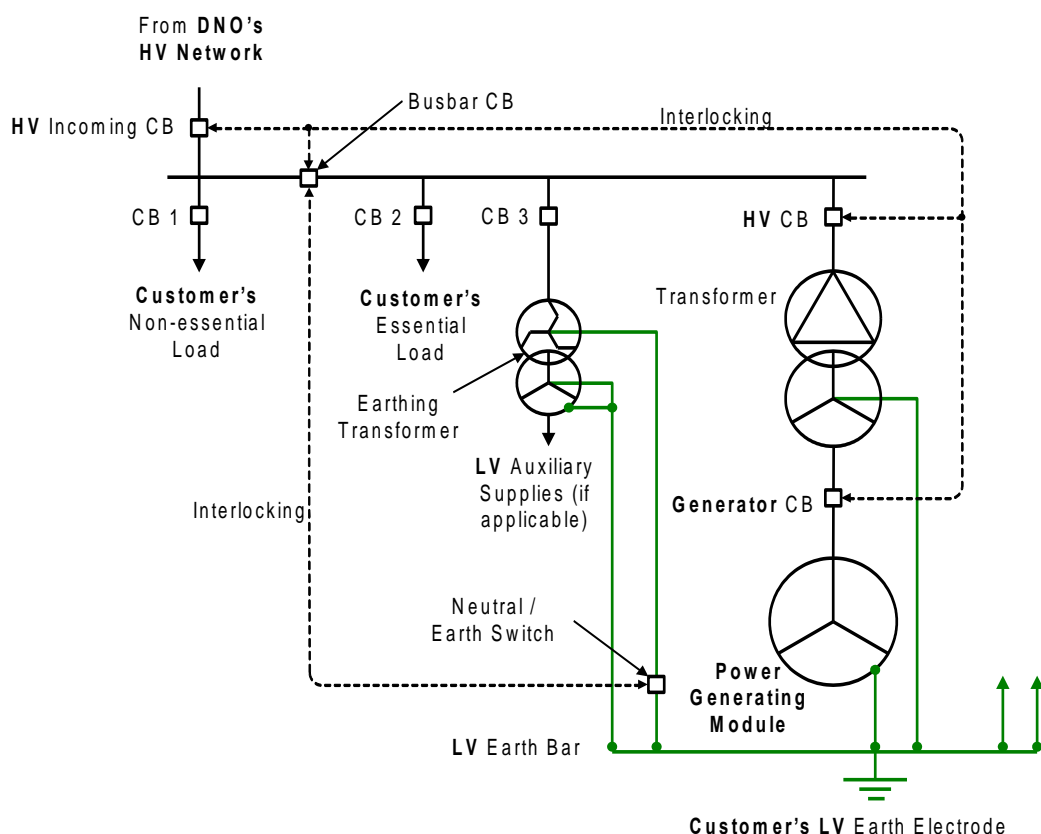 From DNO's
HV Network
Busbar CB
HV Incoming CB
Interlocking
CB 1
CB 2
CB 3
HV CB
Customer's
Non-essential
Load
Customer's
Essential
Load
Transformer
Earthing
Transformer
LV Auxiliary
Supplies (if
applicable)
Interlocking
Generator CB
Neutral /
Earth Switch
Power
Generating
Module
LV Earth Bar
Customer's LV Earth Electrode